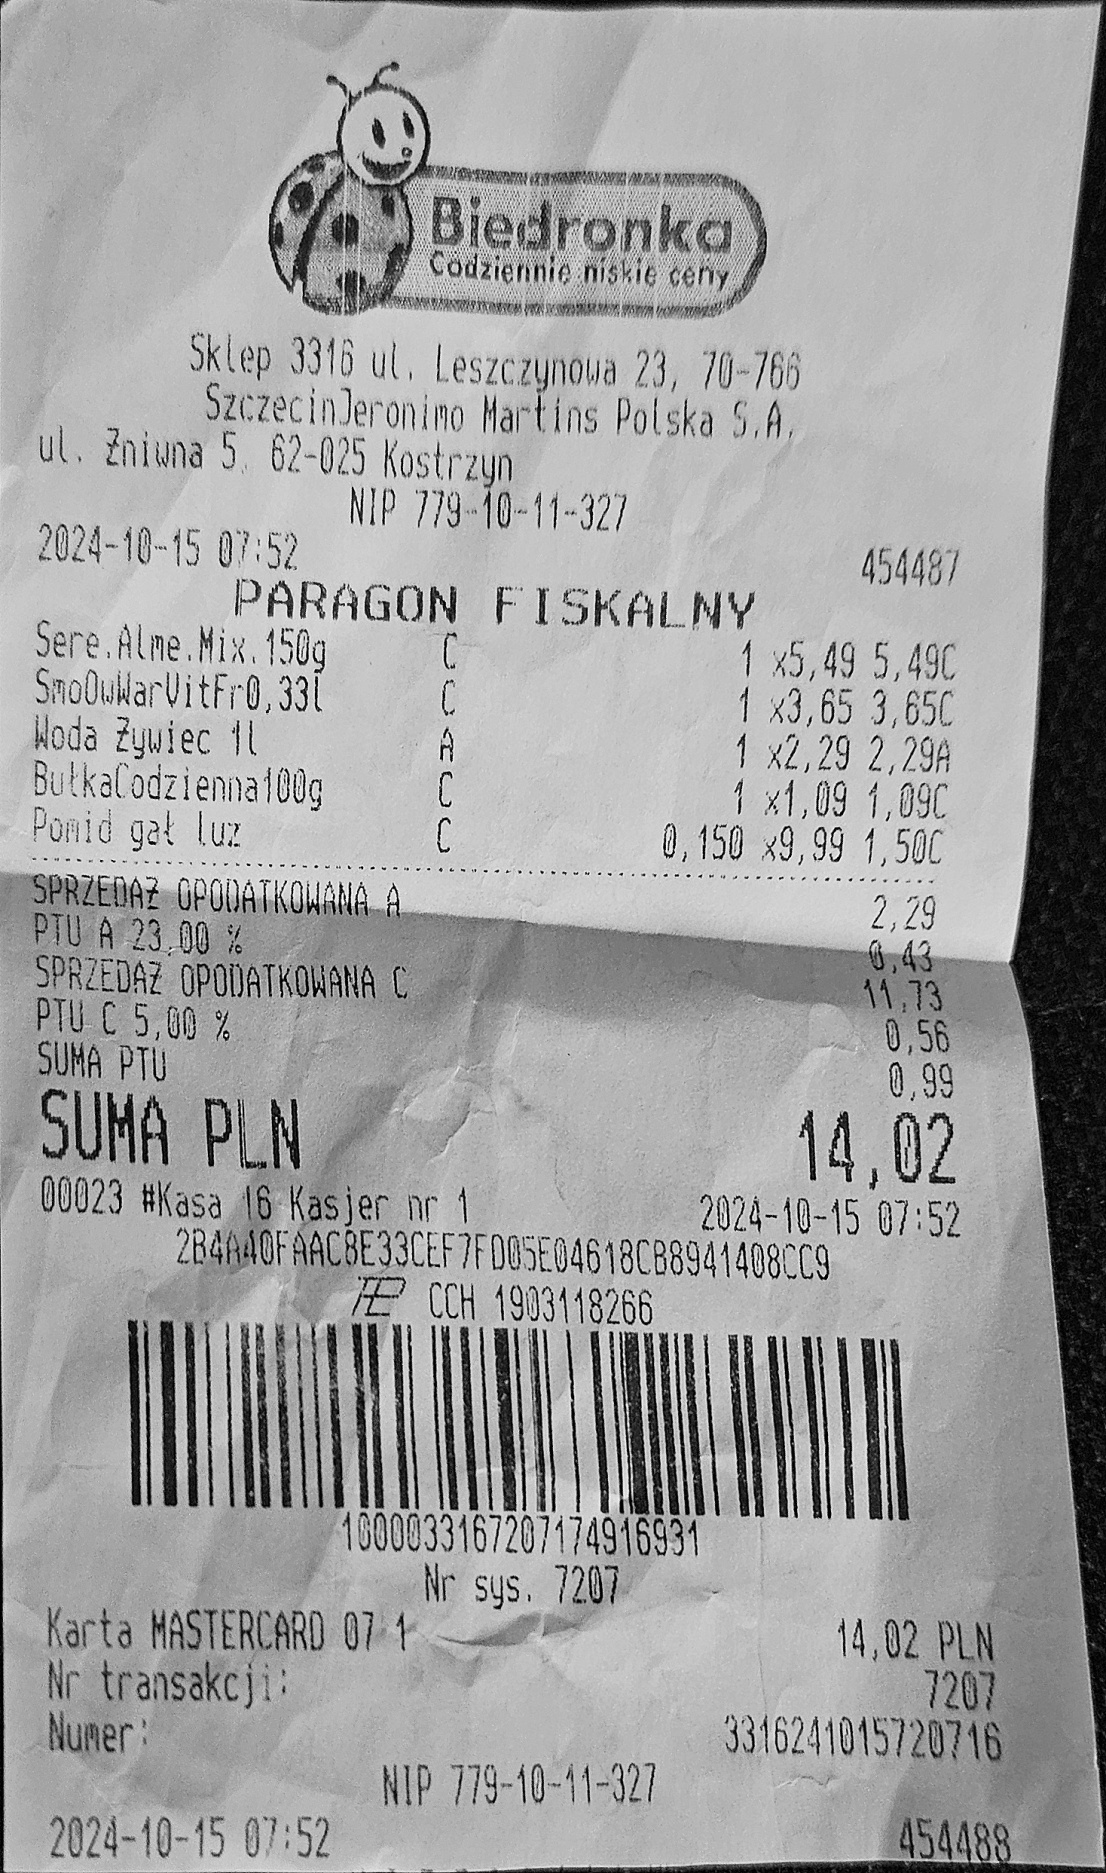 Biedronka
Codziennie niskie ceny
Sklep 3316 ul. Leszczynowa 23, 70-766
SzczecinJeronimo Martins Polska S.A.
ul. Żniwna 5, 62-025 Kostrzyn
NIP 779-10-11-327
2024-10-15 07:52 454487
PARAGON FISKALNY
Sere.Alme.Mix.150g C 1 x5,49 5,49C
SmoOwWarVitFr0,33l C 1 x3,65 3,65C
Woda Żywiec 1l A 1 x2,29 2,29A
BułkaCodzienna100g C 1 x1,09 1,09C
Pomid gał luz C 0,150 x9,99 1,50C
SPRZEDAŻ OPODATKOWANA A 2,29
PTU A 23,00 % 0,43
SPRZEDAŻ OPODATKOWANA C 11,73
PTU C 5,00 % 0,56
SUMA PTU 0,99
SUMA PLN 14,02
00023 #Kasa 16 Kasjer nr 1 2024-10-15 07:52
2B4A40FAAC8E33CEF7FD05E04618CB8941408CC9
CCH 1903118266
1000033167207174916931
Nr sys. 7207
Karta MASTERCARD 07 1 14,02 PLN
Nr transakcji: 7207
Numer: 3316241015720716
NIP 779-10-11-327
2024-10-15 07:52 454488